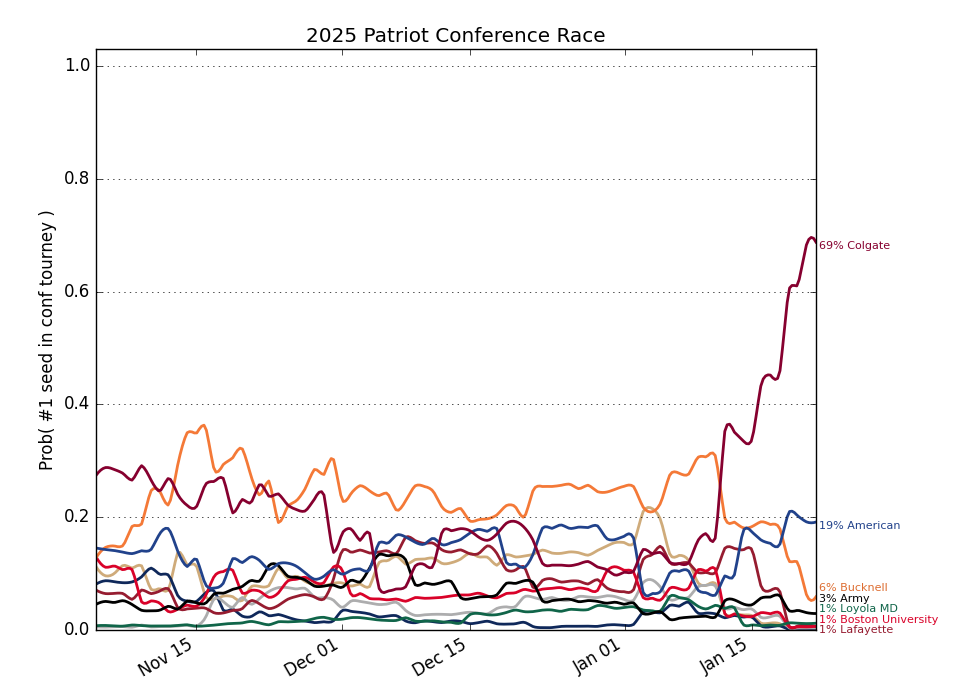 2025 Patriot Conference Race
Prob( #1 seed in conf tourney )
1.0
0.8
0.6
0.4
0.2
0.0
Nov 15
Dec 01
Dec 15
Jan 01
Jan 15
69% Colgate
19% American
6% Bucknell
3% Army
1% Loyola MD
1% Boston University
1% Lafayette